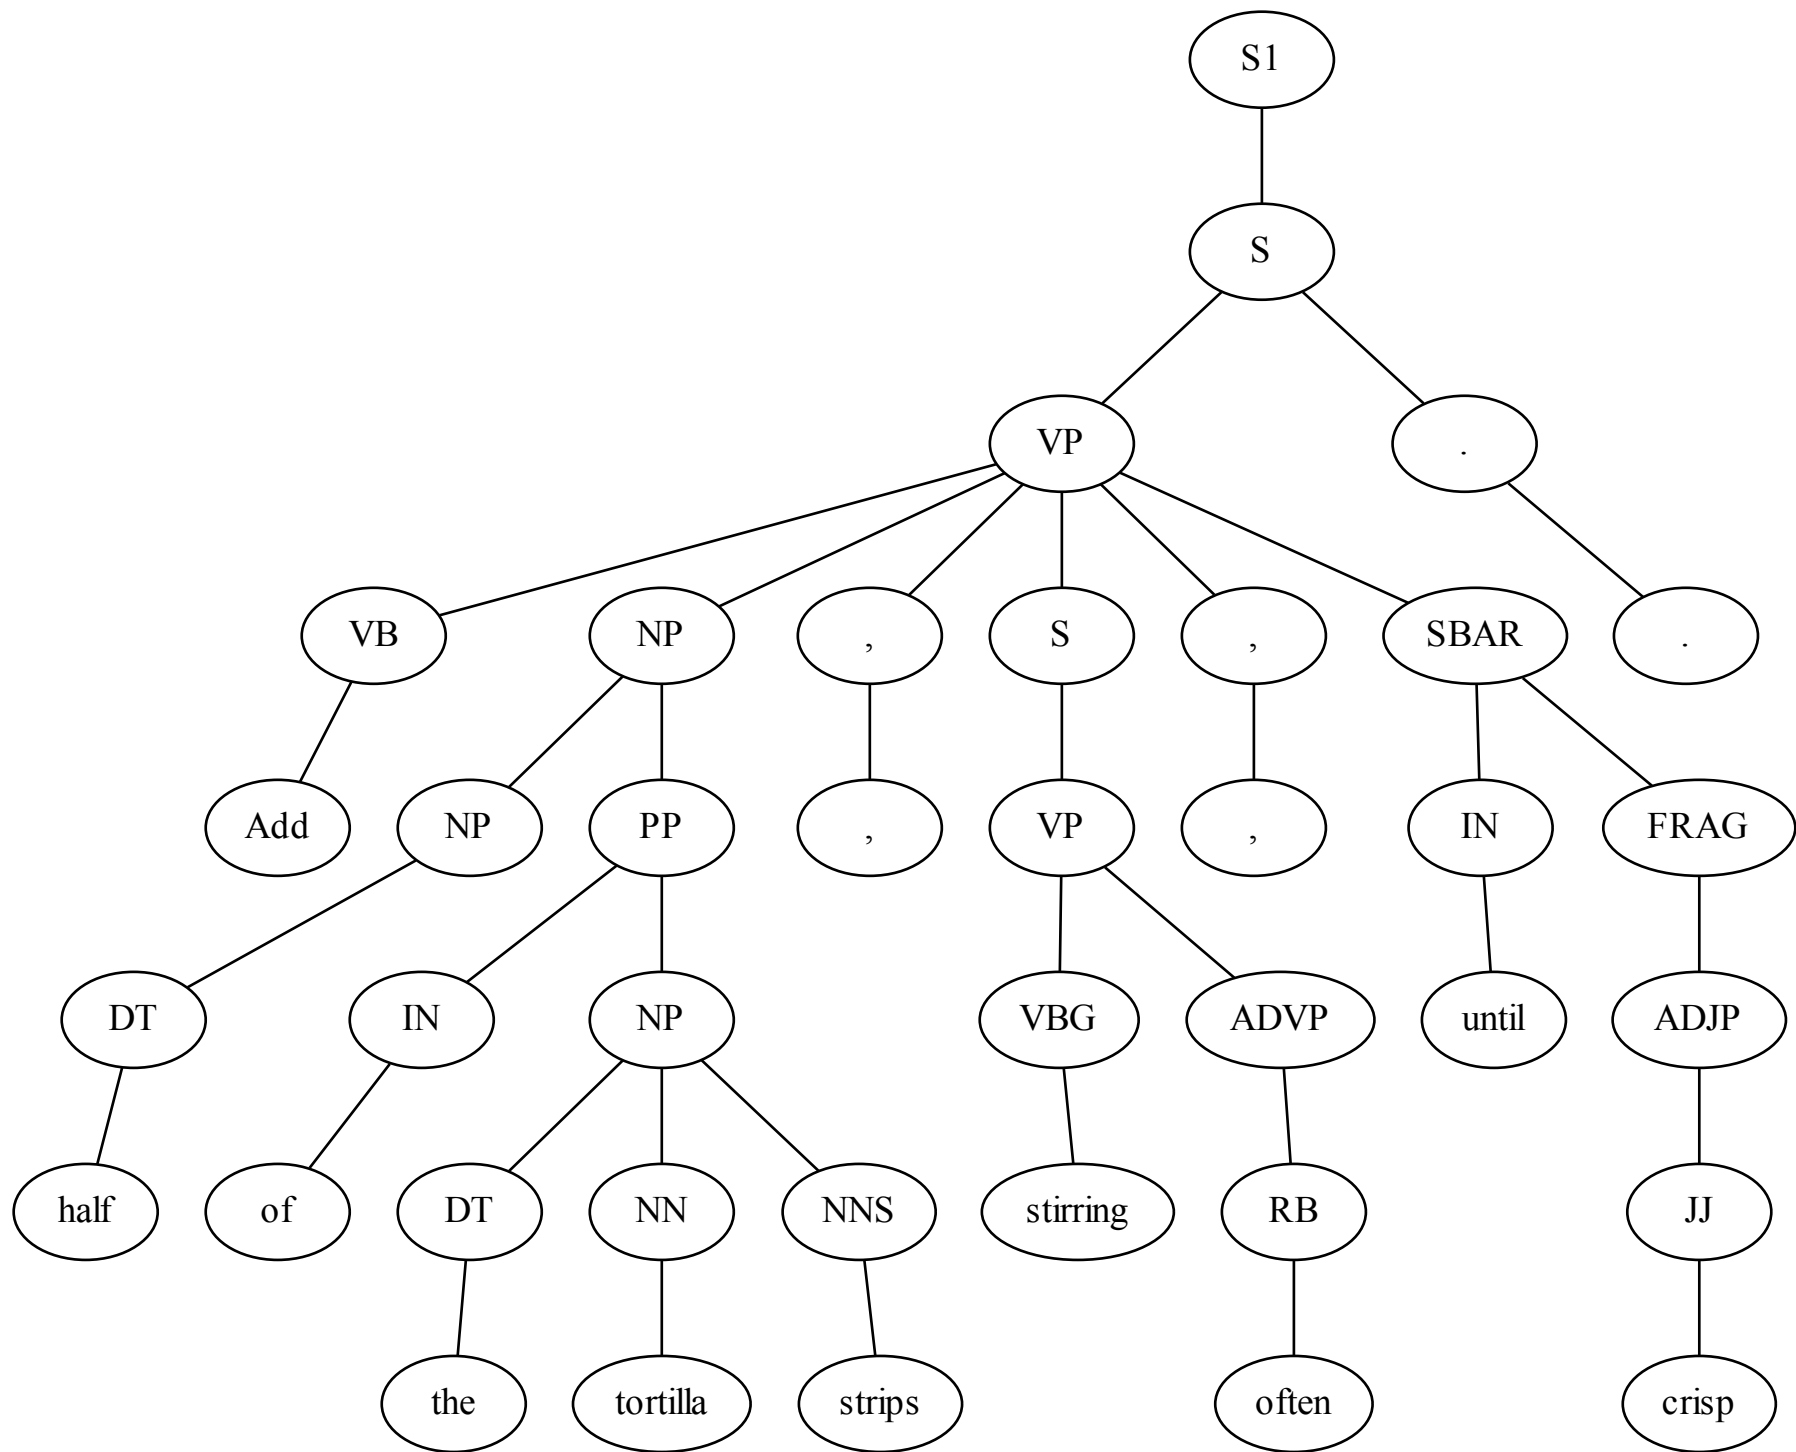 S1
S
VP .
VB NP , S , SBAR .
Add NP PP , VP , IN FRAG
DT IN NP VBG ADVP until ADJP
half of DT NN NNS stirring RB JJ
the tortilla strips often crisp